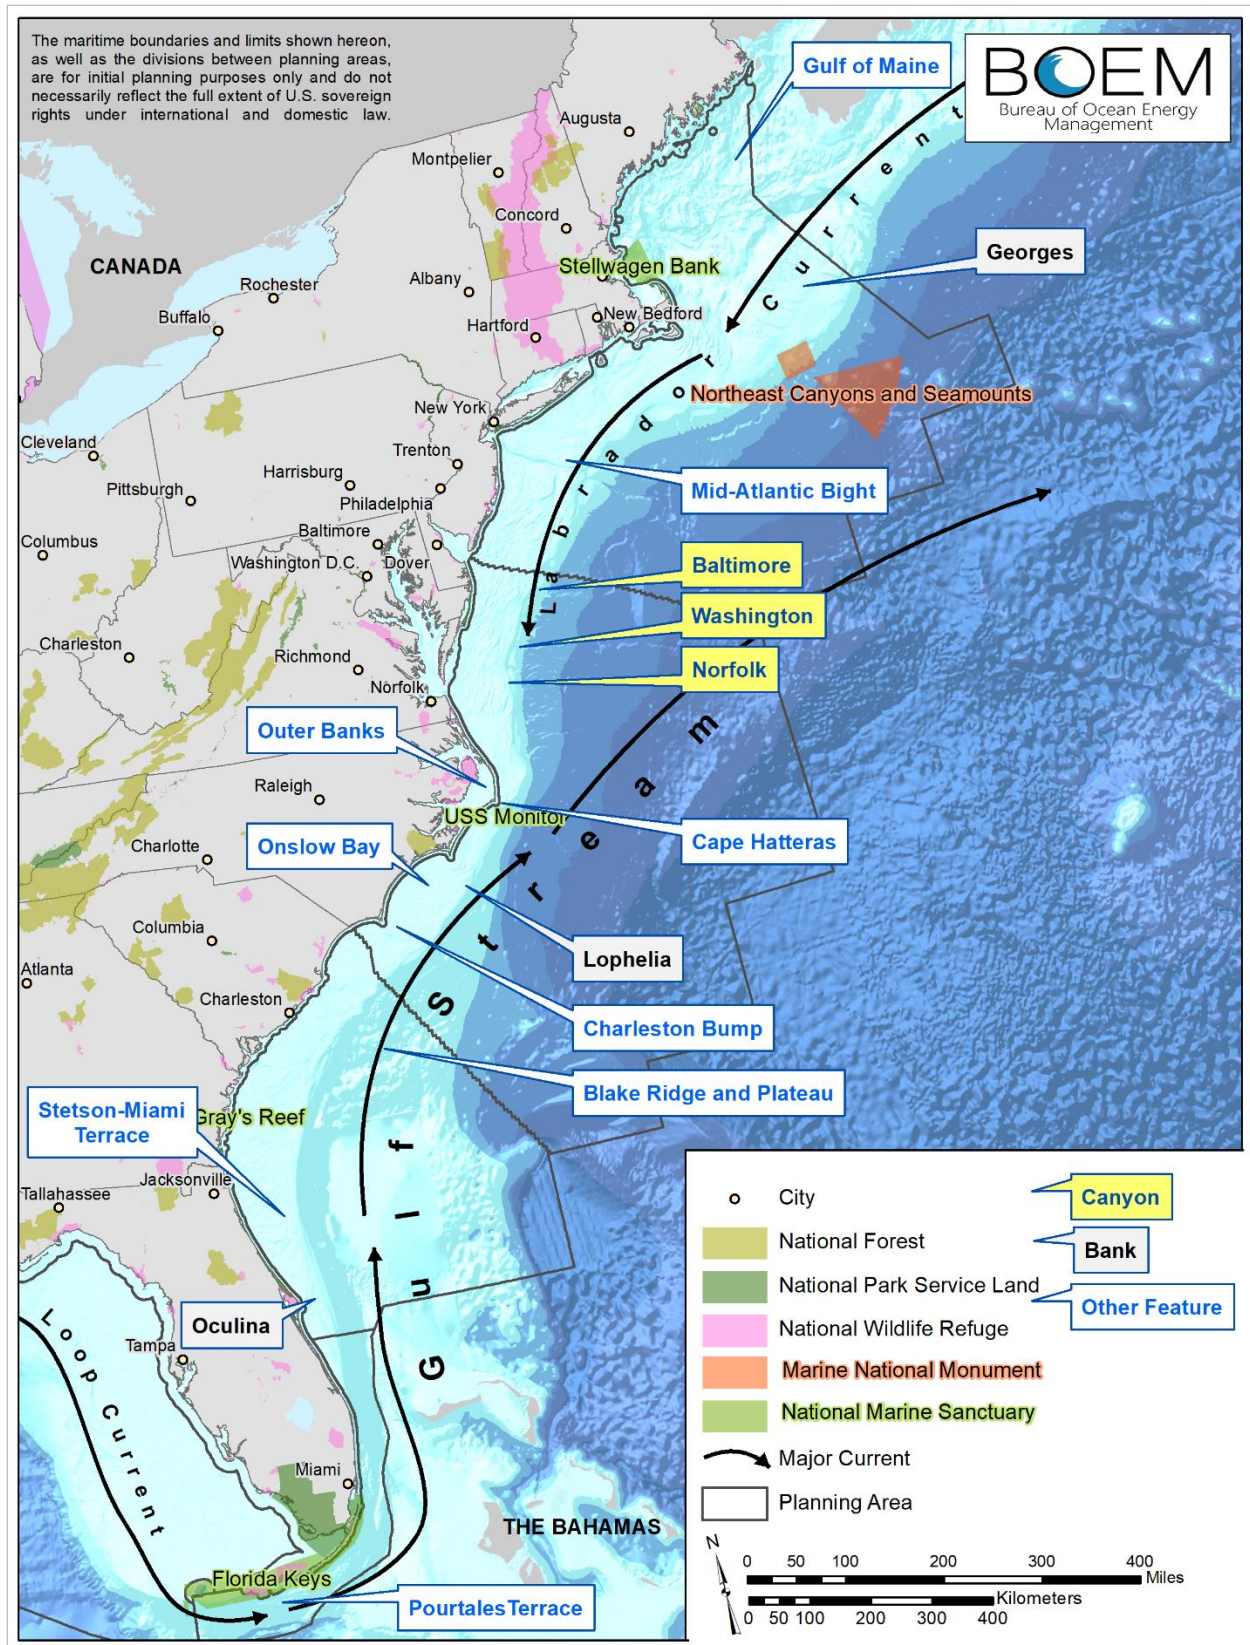 The maritime boundaries and limits shown hereon,
as well as the divisions between planning areas,
are for initial planning purposes only and do not
necessarily reflect the full extent of U.S. sovereign
rights under international and domestic law.
BOEM
Bureau of Ocean Energy
Management
Gulf of Maine
Augusta
Montpelier
Concord
CANADA
Georges
Stellwagen Bank
Rochester
Albany
Buffalo
New Bedford
Hartford
Labrador Current
Northeast Canyons and Seamounts
New York
Cleveland
Trenton
Harrisburg
Pittsburgh
Philadelphia
Mid-Atlantic Bight
Baltimore
Columbus
Washington D.C.
Dover
Baltimore
Washington
Charleston
Richmond
Norfolk
Norfolk
Outer Banks
Raleigh
USS Monitor
Cape Hatteras
Onslow Bay
Charlotte
Columbia
Lophelia
Atlanta
Charleston
Charleston Bump
Blake Ridge and Plateau
Stetson-Miami
Terrace
Gray's Reef
Gulf Stream
Jacksonville
Tallahassee
Oculina
Tampa
Loop Current
Miami
THE BAHAMAS
Florida Keys
PourtalesTerrace
City
National Forest
National Park Service Land
National Wildlife Refuge
Marine National Monument
National Marine Sanctuary
Major Current
Planning Area
Canyon
Bank
Other Feature
N
0 50 100 200 300 400
Miles
Kilometers
0 50 100 200 300 400